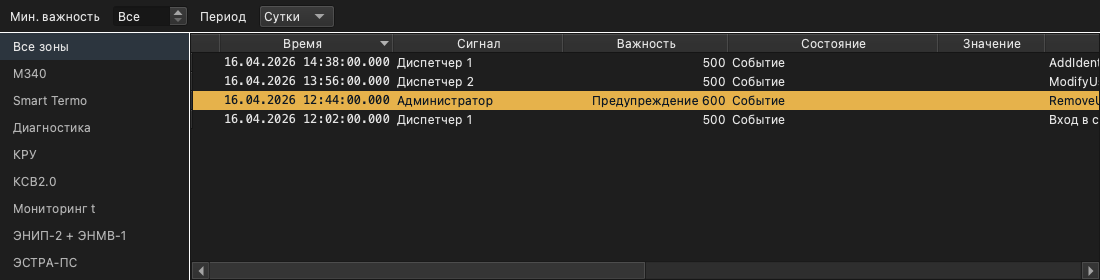 Мин. важность Все Период Сутки
Все зоны
M340
Smart Termo
Диагностика
КРУ
КСВ2.0
Мониторинг t
ЭНИП-2 + ЭНМВ-1
ЭСТРА-ПС
Время Сигнал Важность Состояние Значение
16.04.2026 14:38:00.000 Диспетчер 1 500 Событие AddIdent
16.04.2026 13:56:00.000 Диспетчер 2 500 Событие ModifyU
16.04.2026 12:44:00.000 Администратор Предупреждение 600 Событие RemoveU
16.04.2026 12:02:00.000 Диспетчер 1 500 Событие Вход в с